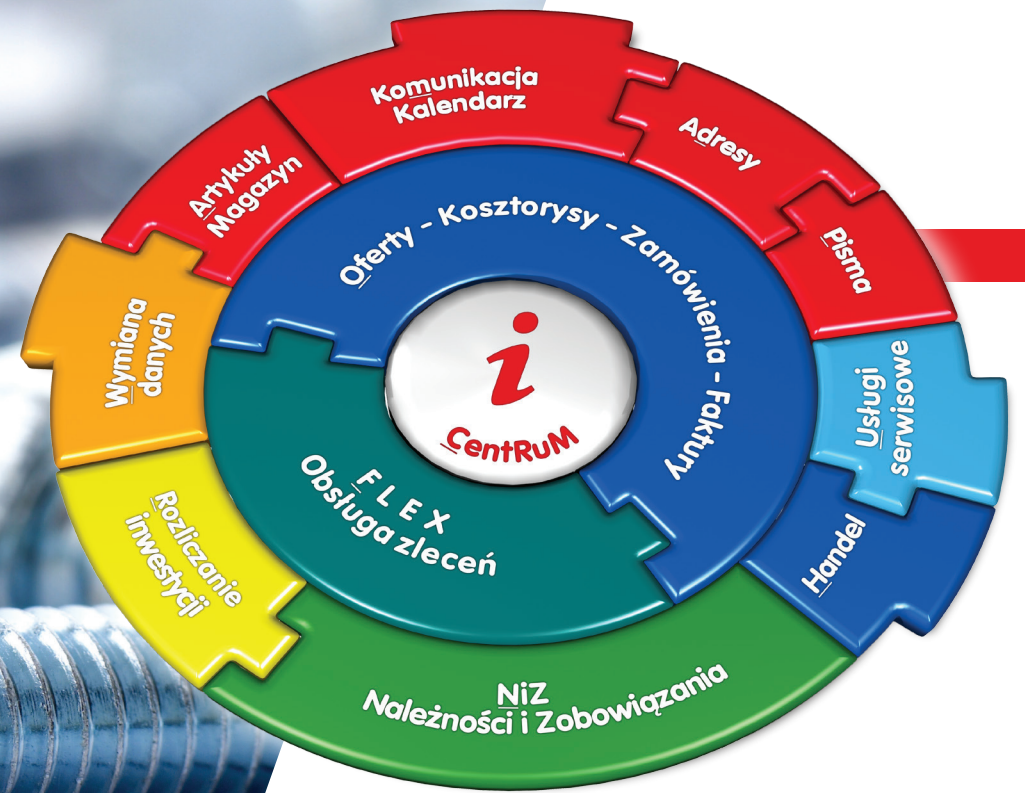 Komunikacja
Kalendarz
Adresy
Pisma
Usługi
serwisowe
Handel
NiZ
Należności i Zobowiązania
Rozliczanie
inwestycji
Wymiana
danych
Artykuły
Magazyn
Oferty - Kosztorysy - Zamówienia - Faktury
FLEX
Obsługa zleceń
i
CentRuM